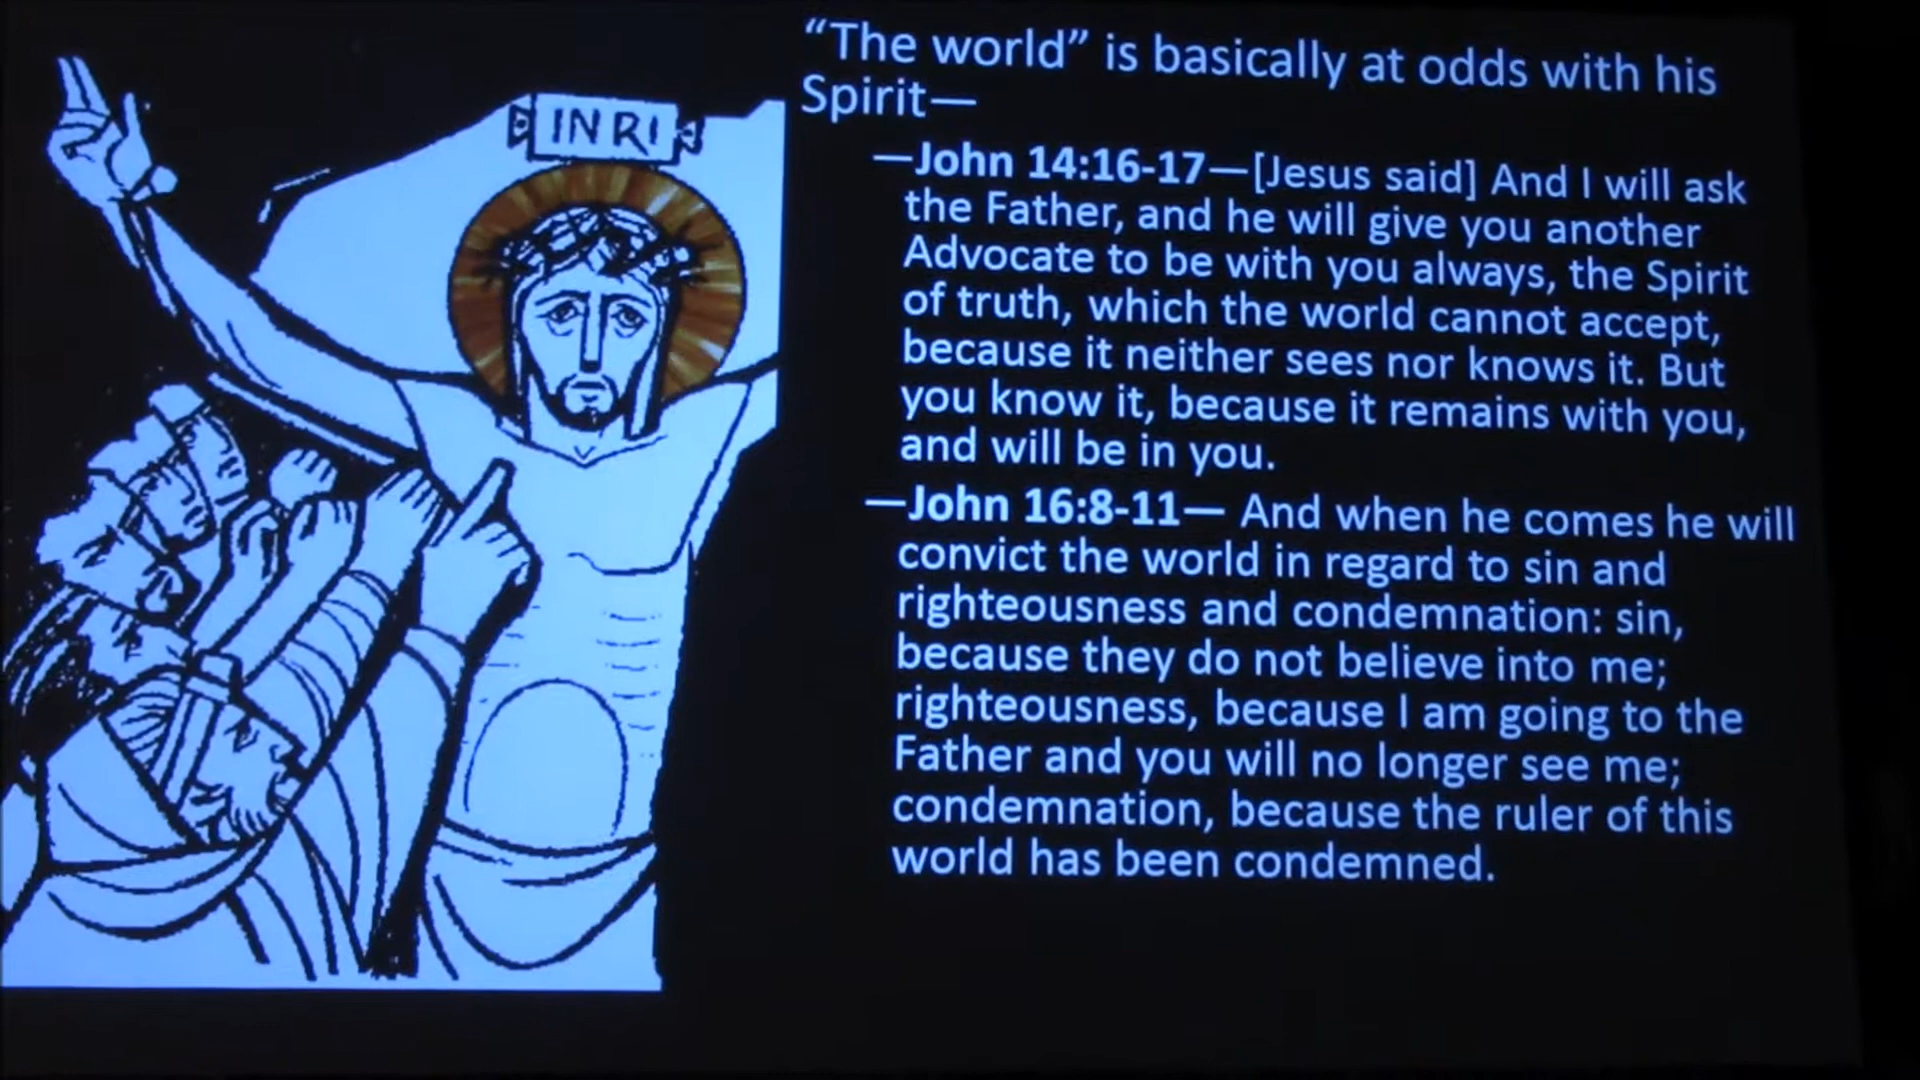 INRI
“The world” is basically at odds with his
Spirit—
—John 14:16-17—[Jesus said] And I will ask
the Father, and he will give you another
Advocate to be with you always, the Spirit
of truth, which the world cannot accept,
because it neither sees nor knows it. But
you know it, because it remains with you,
and will be in you.
—John 16:8-11— And when he comes he will
convict the world in regard to sin and
righteousness and condemnation: sin,
because they do not believe into me;
righteousness, because I am going to the
Father and you will no longer see me;
condemnation, because the ruler of this
world has been condemned.